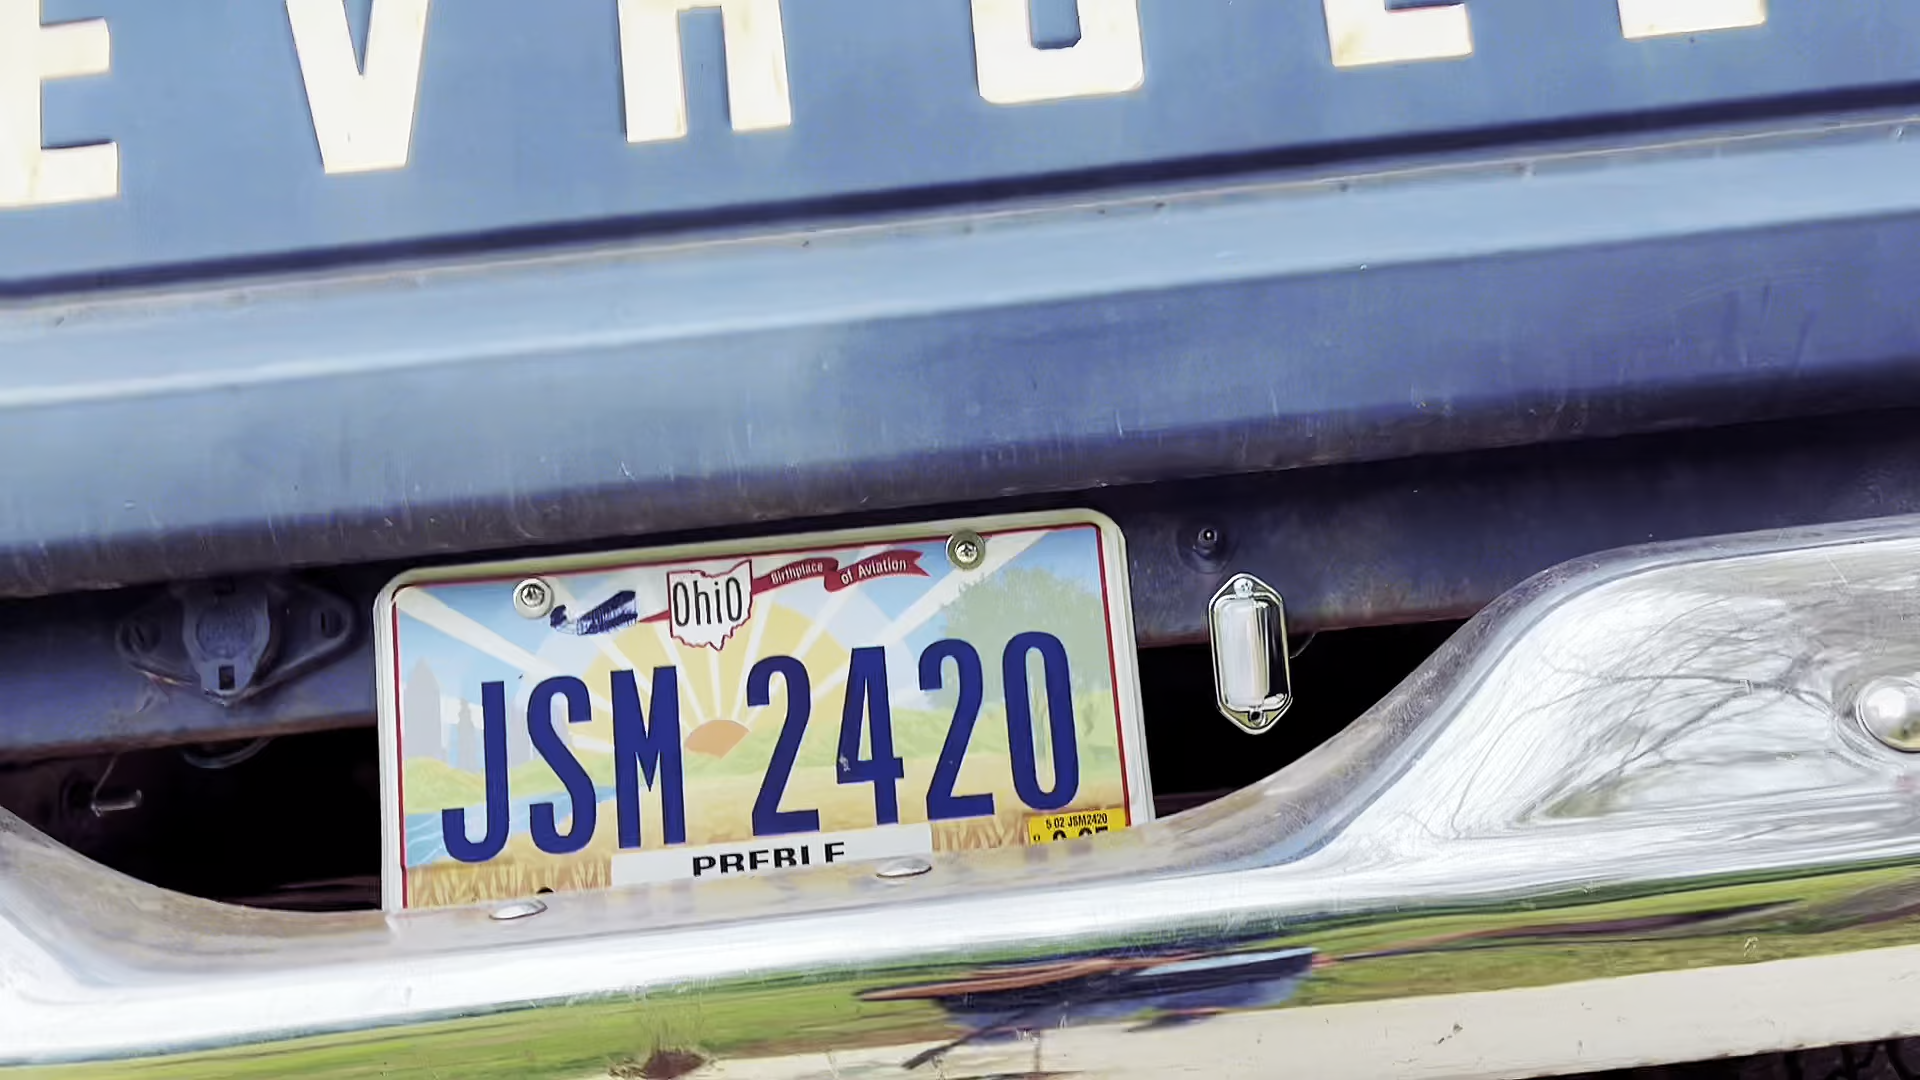 EVROLE
Ohio
Birthplace of Aviation
JSM 2420
5 02 JSM2420
PREBLE